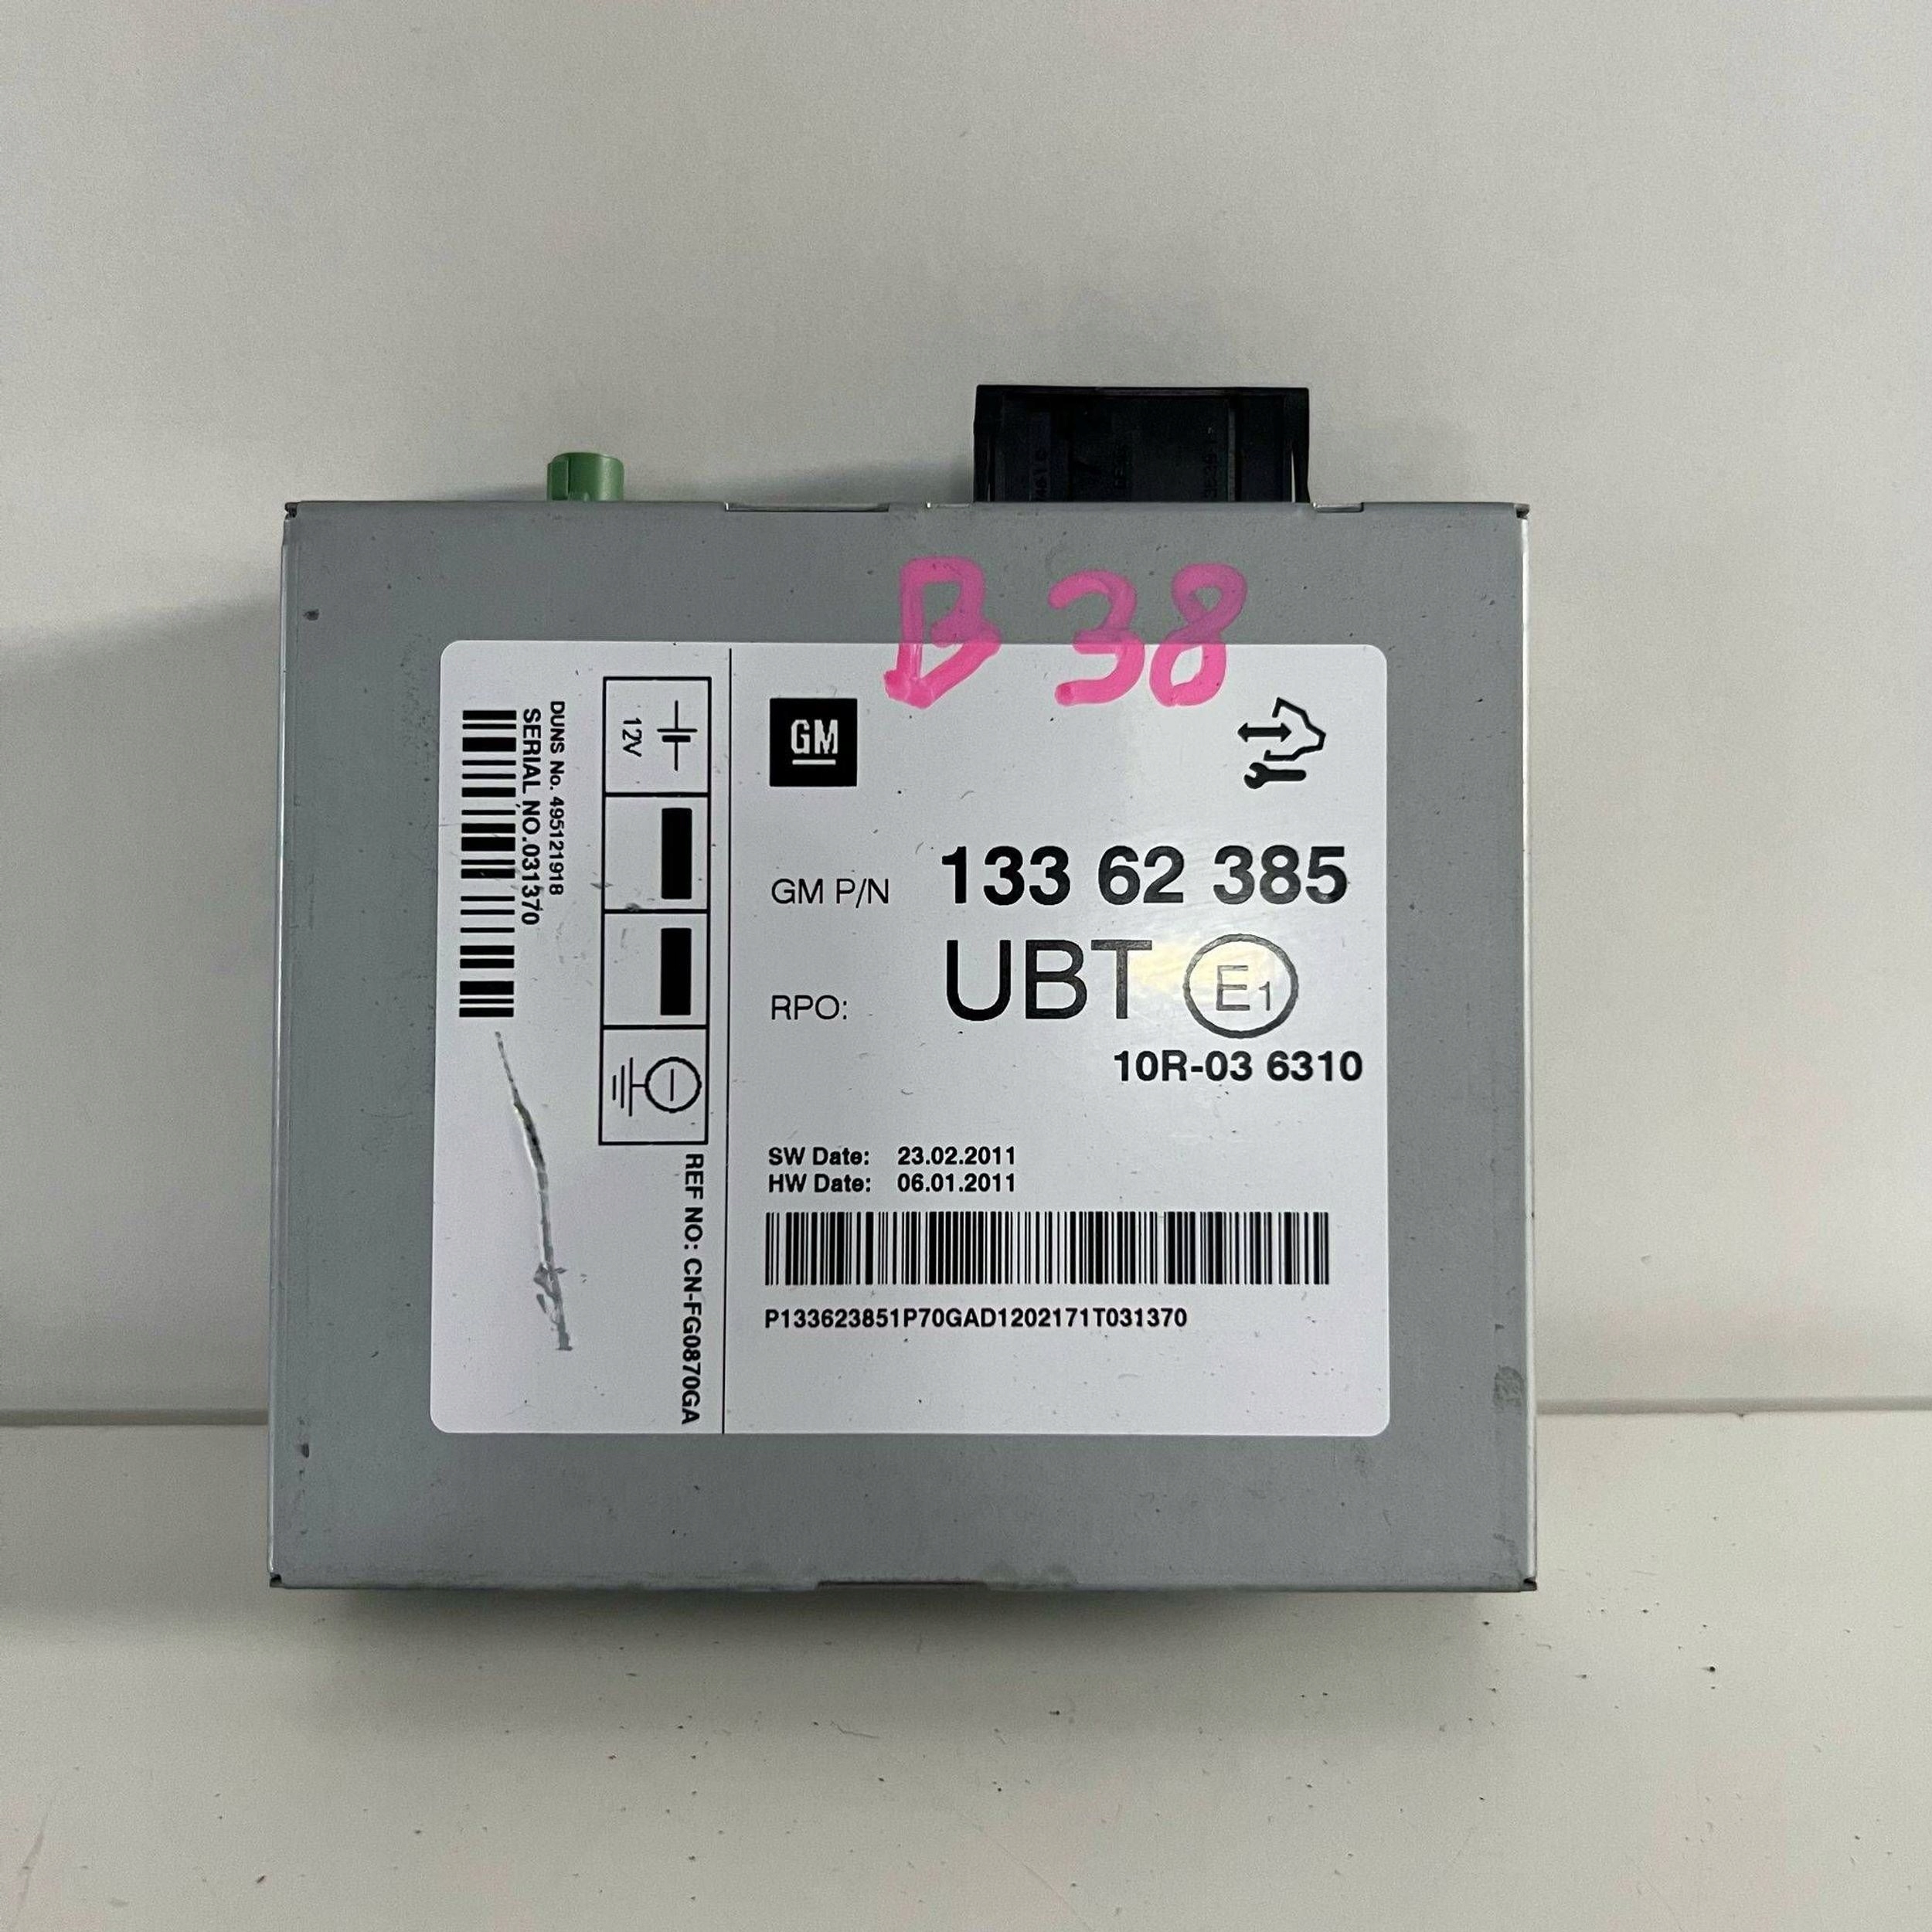 B 38
GM
GM P/N 133 62 385
RPO: UBT E1
10R-03 6310
SW Date: 23.02.2011
HW Date: 06.01.2011
P133623851P70GAD1202171T031370
12V
REF NO: CN-FG0870GA
DUNS No. 495121918
SERIAL NO.031370